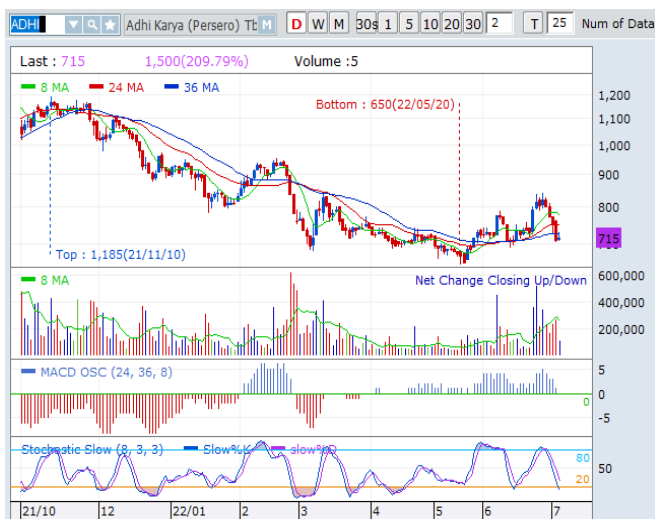 ADHI Adhi Karya (Persero) Tb M D W M 30s 1 5 10 20 30 2 T 25 Num of Data
Last : 715 1,500(209.79%) Volume :5
8 MA 24 MA 36 MA
Bottom : 650(22/05/20)
1,200
1,100
1,000
900
800
715
Top : 1,185(21/11/10)
8 MA Net Change Closing Up/Down
600,000
400,000
200,000
MACD OSC (24, 36, 8)
5
0
0
-5
Stochastic Slow (8, 3, 3) Slow%K slow%D
80
50
20
21/10 12 22/01 2 3 4 5 6 7